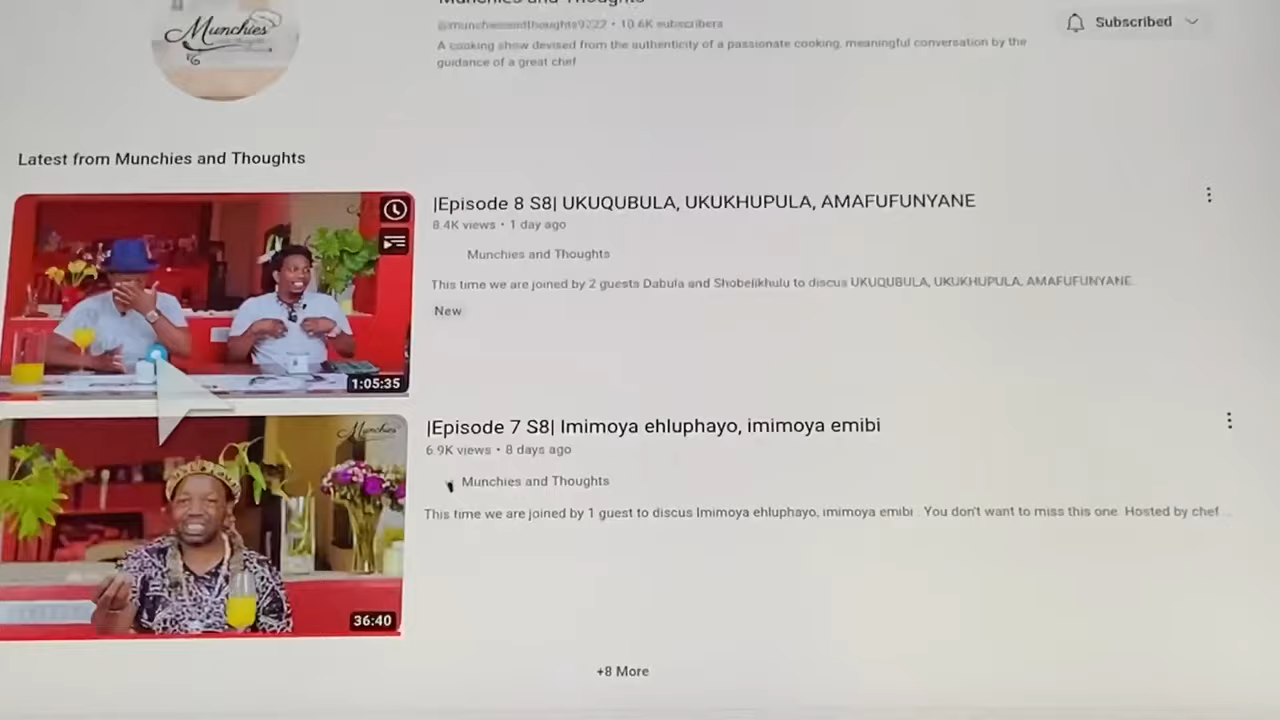 Munchies
Munchies and Thoughts
@munchiesandthoughts9222 • 10.6K subscribers
A cooking show devised from the authenticity of a passionate cooking, meaningful conversation by the
guidance of a great chef
Subscribed
Latest from Munchies and Thoughts
|Episode 8 S8| UKUQUBULA, UKUKHUPULA, AMAFUFUNYANE
8.4K views • 1 day ago
Munchies and Thoughts
This time we are joined by 2 guests Dabula and Shobelikhulu to discus UKUQUBULA, UKUKHUPULA, AMAFUFUNYANE.
New
1:05:35
|Episode 7 S8| Imimoya ehluphayo, imimoya emibi
6.9K views • 8 days ago
Munchies
Munchies and Thoughts
This time we are joined by 1 guest to discus Imimoya ehluphayo, imimoya emibi . You don't want to miss this one. Hosted by chef ...
36:40
+8 More